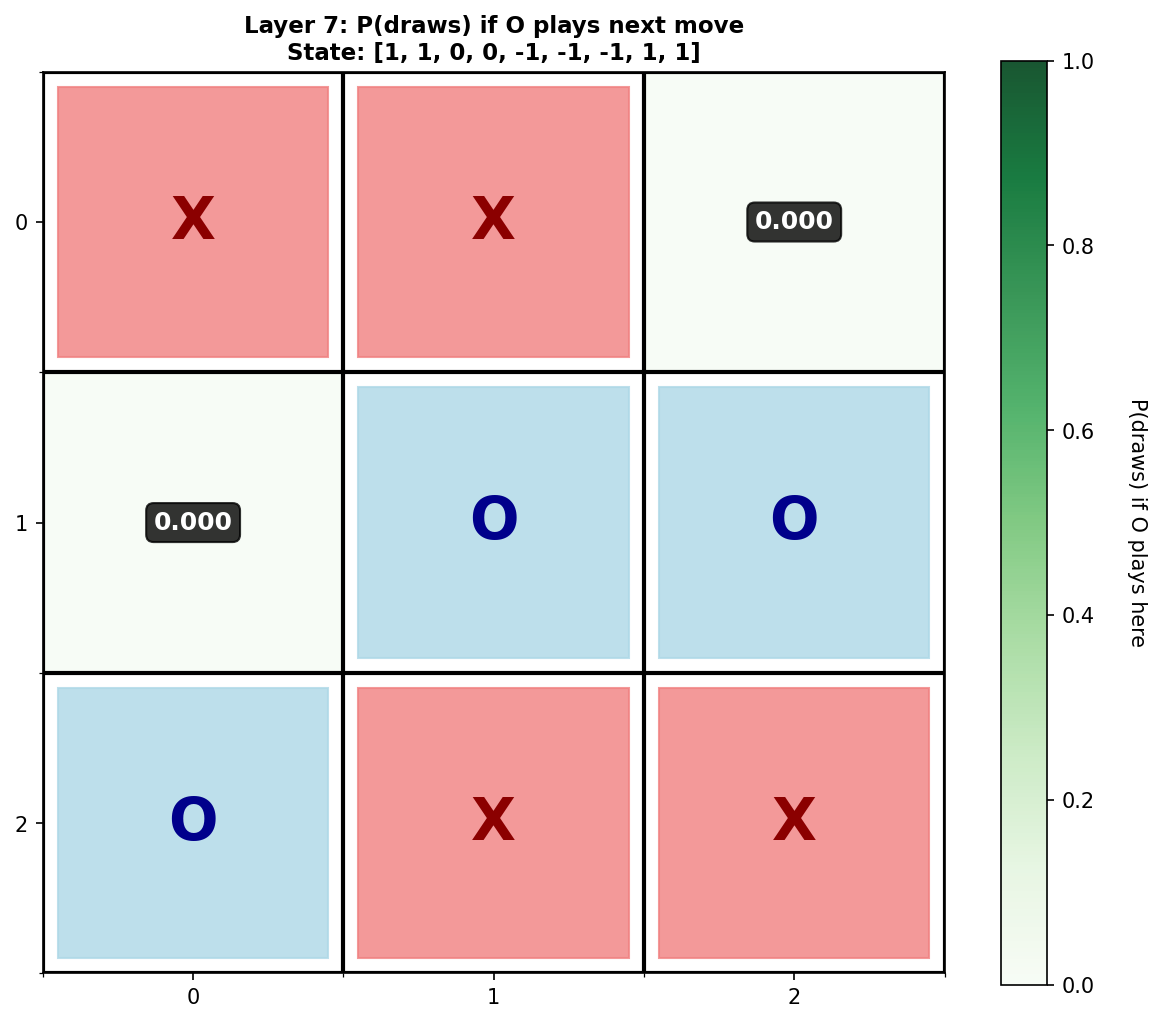 Layer 7: P(draws) if O plays next move
State: [1, 1, 0, 0, -1, -1, -1, 1, 1]
X X 0.000
0.000 O O
O X X
0
1
2
0 1 2
1.0
0.8
0.6
0.4
0.2
0.0
P(draws) if O plays here